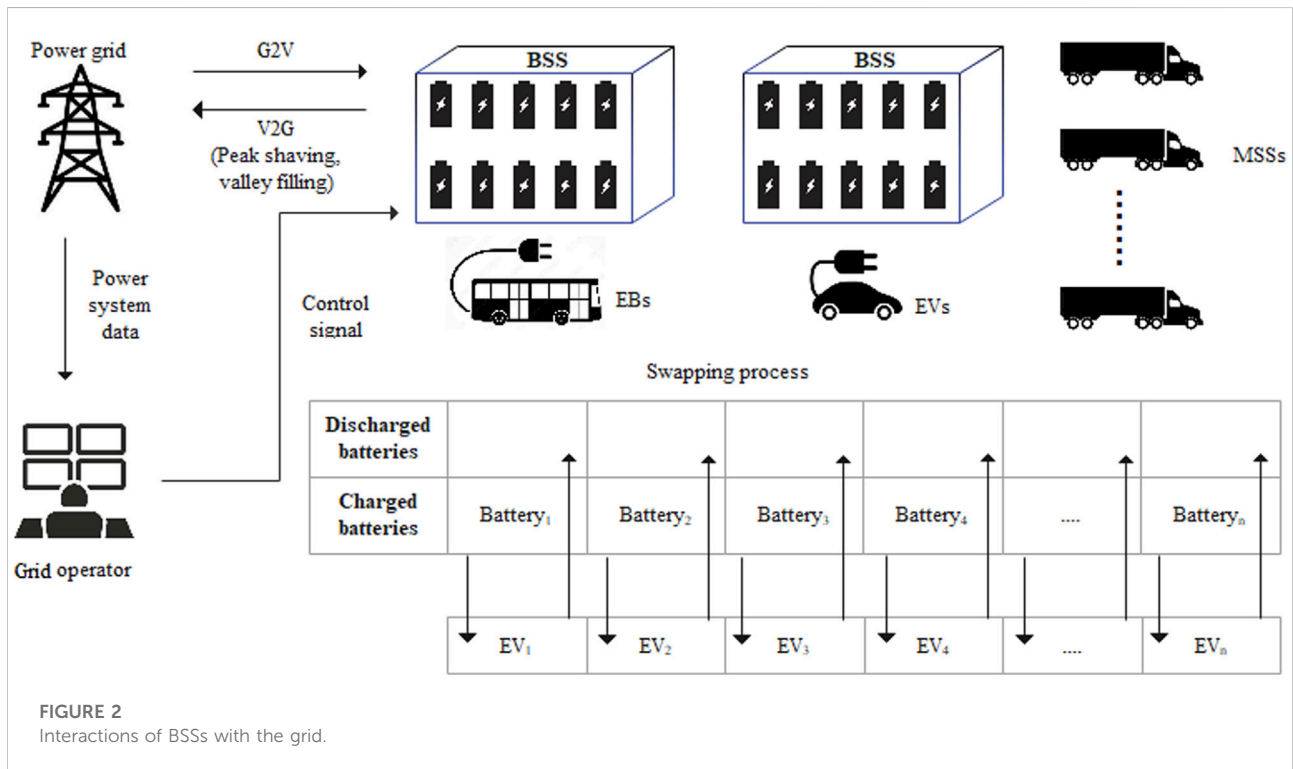 Power grid
G2V
V2G
(Peak shaving,
valley filling)
BSS
BSS
MSSs
EBs
EVs
Power
system
data
Control
signal
Grid operator
Swapping process
Discharged
batteries
Charged
batteries
Battery₁
Battery₂
Battery₃
Battery₄
....
Batteryₙ
EV₁
EV₂
EV₃
EV₄
....
EVₙ
FIGURE 2
Interactions of BSSs with the grid.